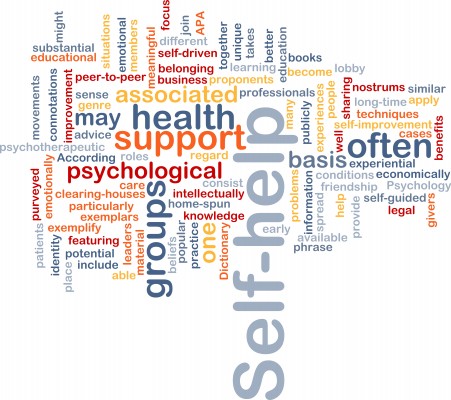 might
substantial
educational
situations
emotional
members
meaningful
focus
join
APA
different
self-driven
together
unique
takes
better
education
books
belonging
learning
become
lobby
peer-to-peer
business
proponents
movements
connotations
improvement
sense
genre
associated
professionals
many
publicly
experiences
people
well
sharing
nostrums
similar
long-time
apply
techniques
self-improvement
may
health
advice
support
often
cases
benefits
psychotherapeutic
According
roles
regard
basis
experiential
psychological
conditions
economically
purveyed
emotionally
care
clearing-houses
groups
consist
intellectually
Self-help
problems
information
spread
friendship
Psychology
help
provide
self-guided
legal
givers
particularly
exemplars
home-spun
knowledge
exemplify
one
early
available
phrase
patients
identity
place
featuring
potential
include
able
leaders
material
beliefs
popular
practice
Dictionary